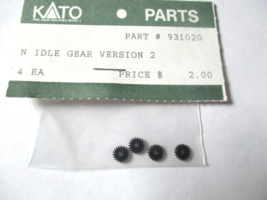 KATO PARTS
PART # 931020
N IDLE GEAR VERSION 2
4 EA PRICE $ 2.00